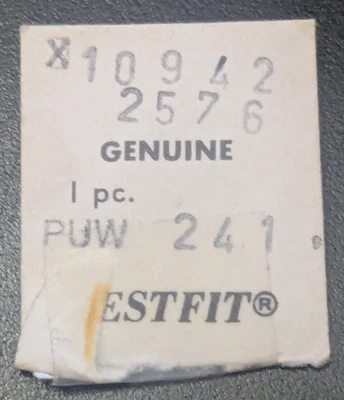 X10942
2576
GENUINE
1 pc.
PUW 241
ESTFIT®